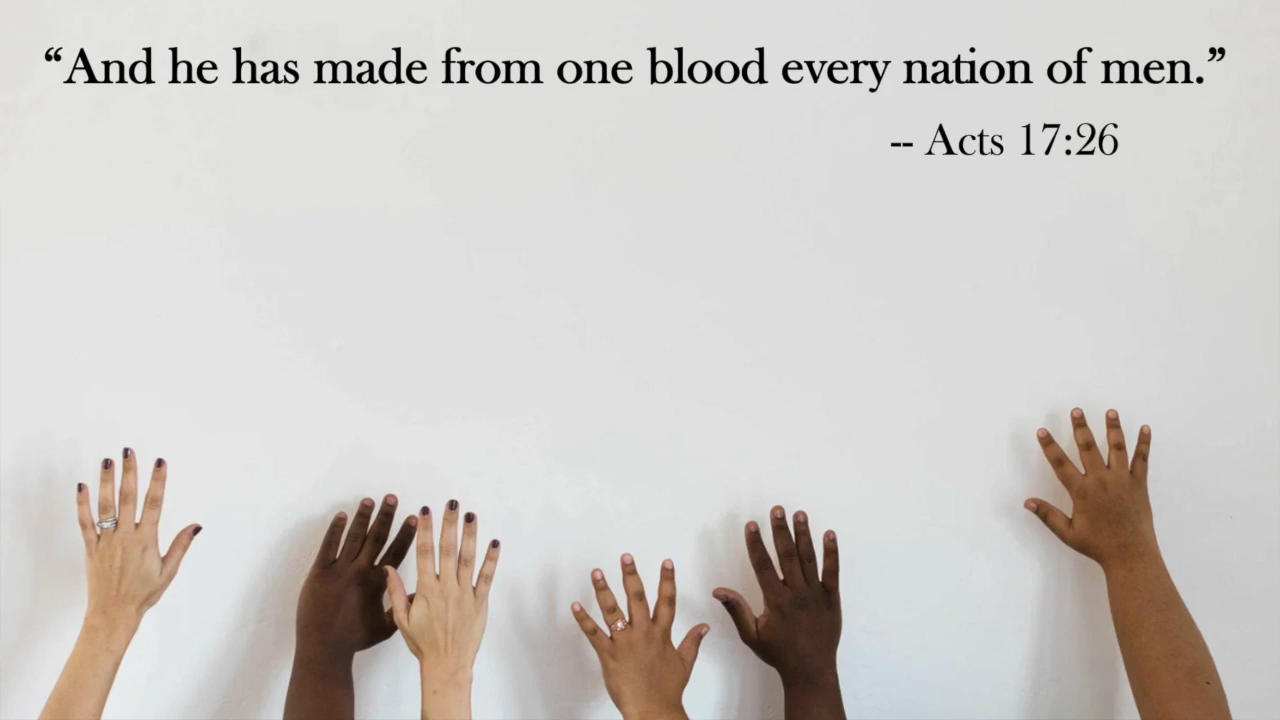 “And he has made from one blood every nation of men.”
-- Acts 17:26